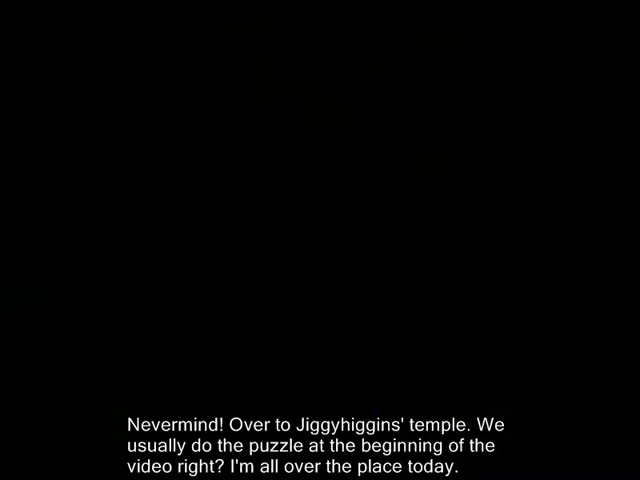 Nevermind! Over to Jiggyhiggins' temple. We
usually do the puzzle at the beginning of the
video right? I'm all over the place today.